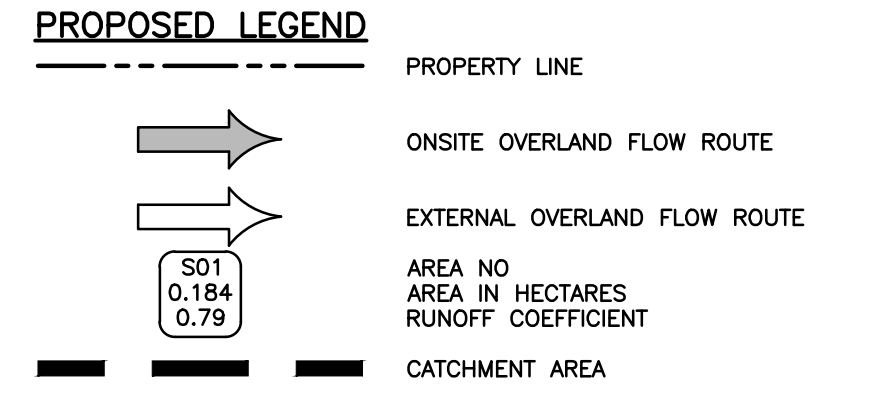 PROPOSED LEGEND
PROPERTY LINE
ONSITE OVERLAND FLOW ROUTE
EXTERNAL OVERLAND FLOW ROUTE
S01
0.184
0.79
AREA NO
AREA IN HECTARES
RUNOFF COEFFICIENT
CATCHMENT AREA